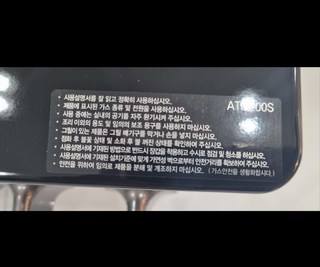 • 사용설명서를 잘 읽고 정확히 사용하십시오.
• 제품에 표시된 가스 종류 및 전원을 사용하십시오.
• 사용 중에는 실내의 공기를 자주 환기시켜 주십시오.
• 조리 이외의 용도 및 임의의 보조 용구를 사용하지 마십시오.
• 그릴이 있는 제품은 그릴 배기구를 막거나 손을 넣지 마십시오.
• 점화 후 불꽃 상태 및 소화 후 불 꺼진 상태를 확인하여 주십시오.
• 사용설명서에 기재된 방법으로 반드시 장갑을 착용하고 수시로 점검 및 청소를 하십시오.
• 사용설명서에 기재된 설치기준에 맞게 가연성 벽으로부터 안전거리를 확보하여 주십시오.
• 안전을 위하여 임의로 제품을 분해 및 개조하지 마십시오. (가스안전을 생활화합시다.)